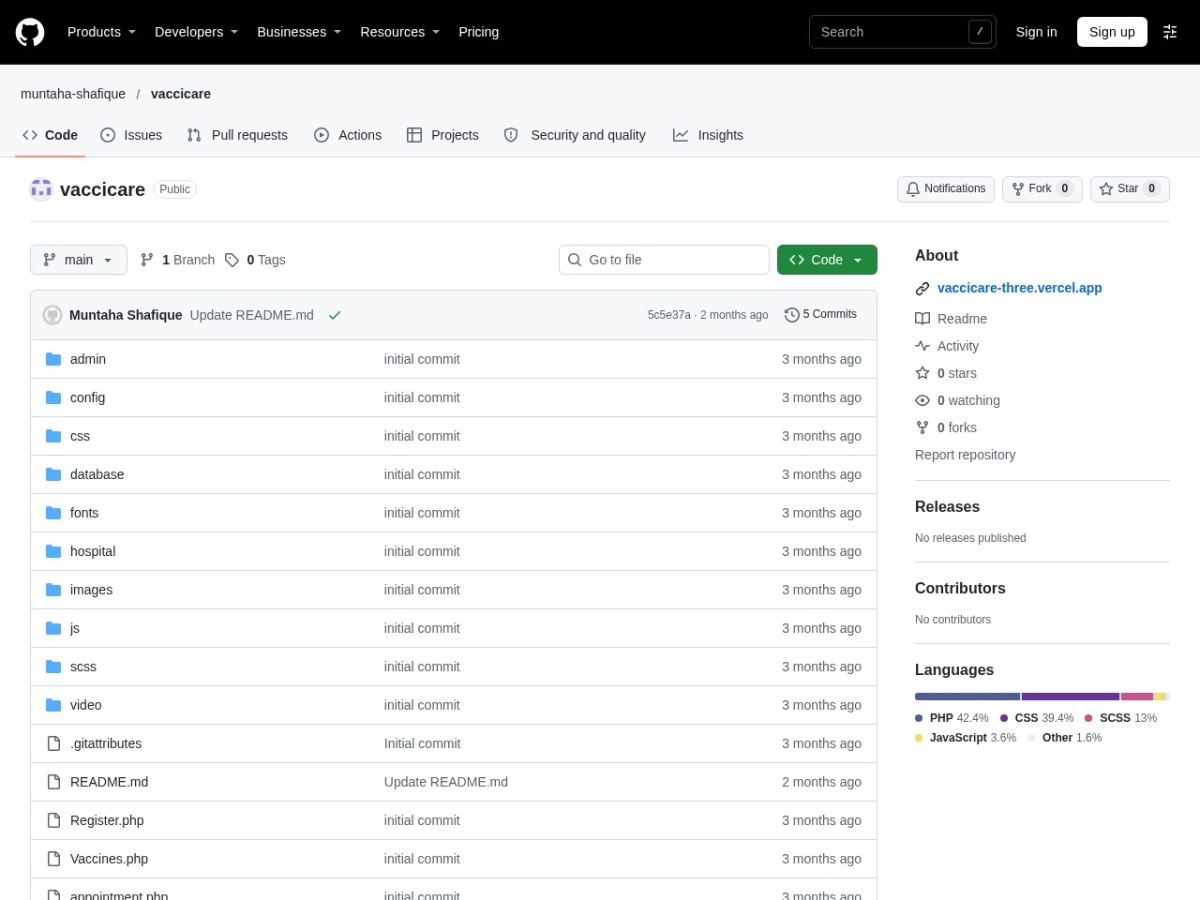 Products Developers Businesses Resources Pricing Search / Sign in Sign up
muntaha-shafique / vaccicare
Code Issues Pull requests Actions Projects Security and quality Insights
vaccicare Public Notifications Fork 0 Star 0
main 1 Branch 0 Tags Go to file Code
Muntaha Shafique Update README.md 5c5e37a · 2 months ago 5 Commits
admin initial commit 3 months ago
config initial commit 3 months ago
css initial commit 3 months ago
database initial commit 3 months ago
fonts initial commit 3 months ago
hospital initial commit 3 months ago
images initial commit 3 months ago
js initial commit 3 months ago
scss initial commit 3 months ago
video initial commit 3 months ago
.gitattributes Initial commit 3 months ago
README.md Update README.md 2 months ago
Register.php initial commit 3 months ago
Vaccines.php initial commit 3 months ago
appointment.php initial commit 3 months ago
About
vaccicare-three.vercel.app
Readme
Activity
0 stars
0 watching
0 forks
Report repository
Releases
No releases published
Contributors
No contributors
Languages
PHP 42.4% CSS 39.4% SCSS 13%
JavaScript 3.6% Other 1.6%